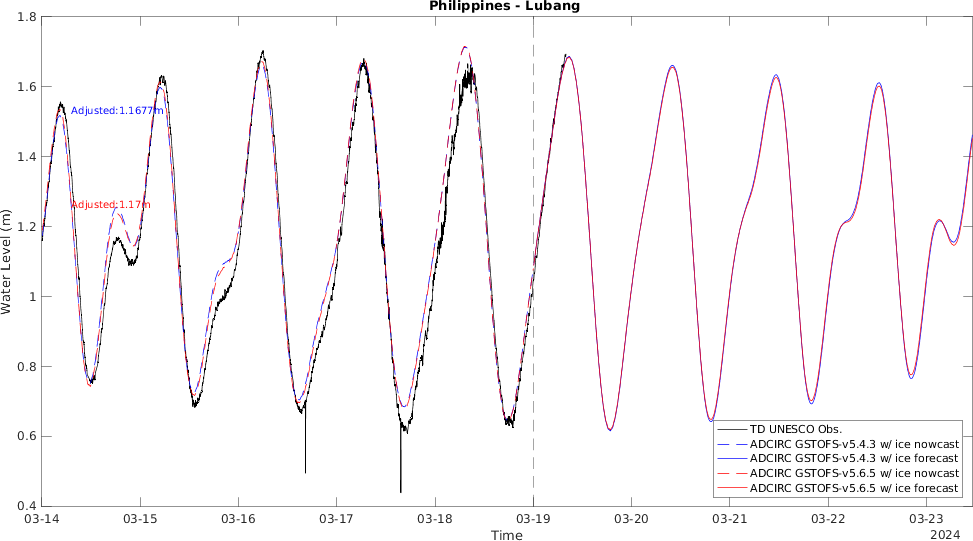 Philippines - Lubang
1.8
1.6
1.4
1.2
1
0.8
0.6
0.4
Water Level (m)
Adjusted:1.1677m
Adjusted:1.17m
TD UNESCO Obs.
ADCIRC GSTOFS-v5.4.3 w/ ice nowcast
ADCIRC GSTOFS-v5.4.3 w/ ice forecast
ADCIRC GSTOFS-v5.6.5 w/ ice nowcast
ADCIRC GSTOFS-v5.6.5 w/ ice forecast
03-14 03-15 03-16 03-17 03-18 03-19 03-20 03-21 03-22 03-23
Time
2024